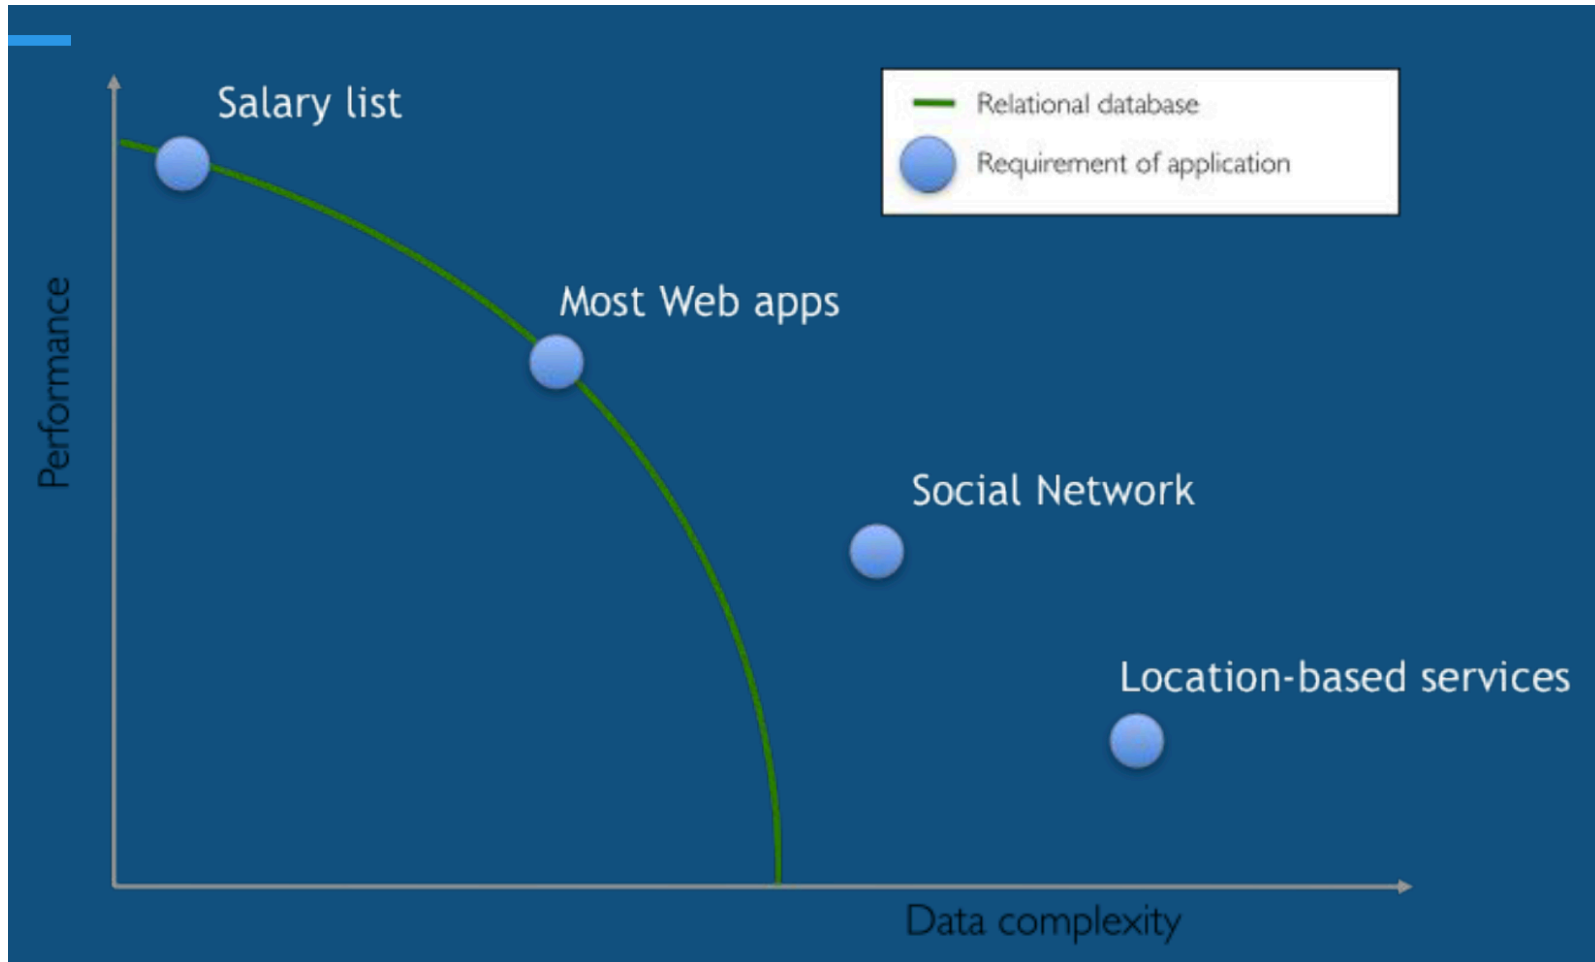 Salary list
Relational database
Requirement of application
Most Web apps
Performance
Social Network
Location-based services
Data complexity